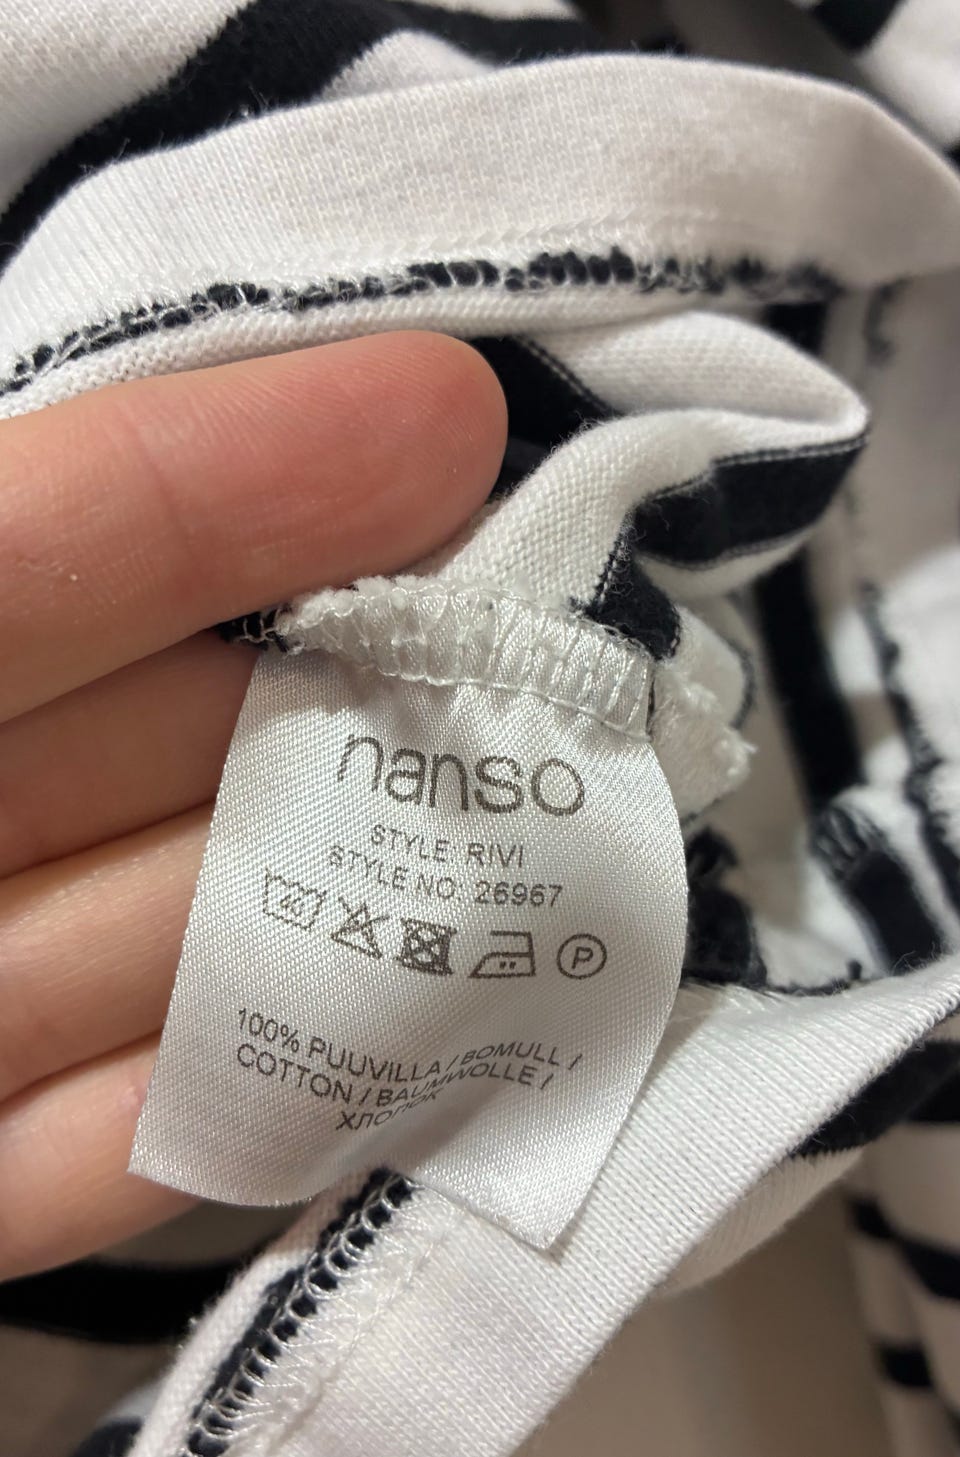 nanso
STYLE: RIVI
STYLE NO: 26967
P
100% PUUVILLA / BOMULL /
COTTON / BAUMWOLLE /
ХЛОПОК